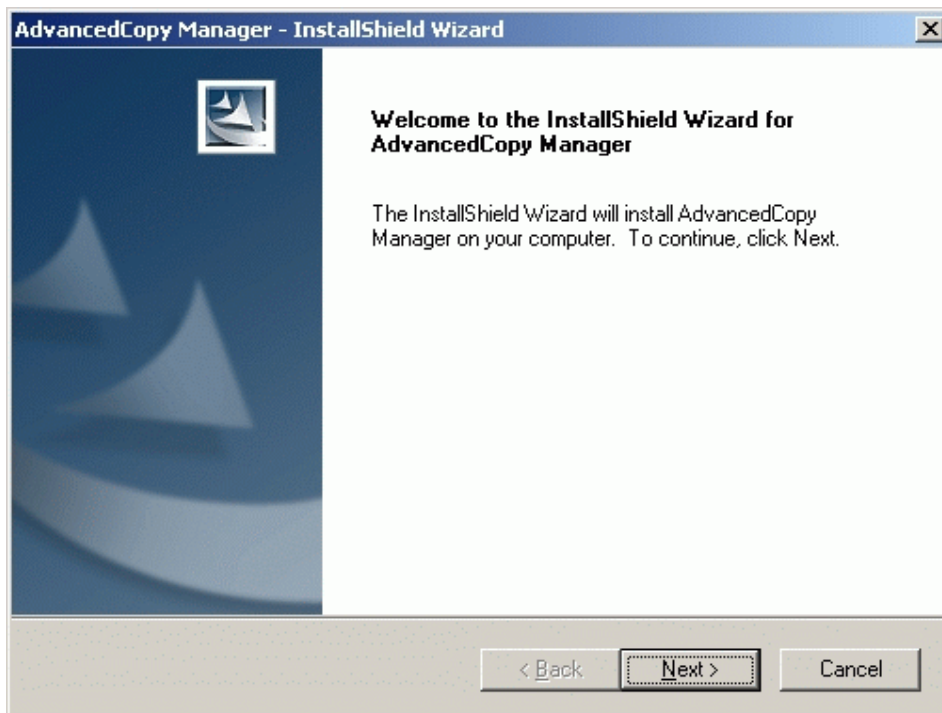 AdvancedCopy Manager - InstallShield Wizard
Welcome to the InstallShield Wizard for
AdvancedCopy Manager
The InstallShield Wizard will install AdvancedCopy
Manager on your computer.  To continue, click Next.
< Back
Next >
Cancel